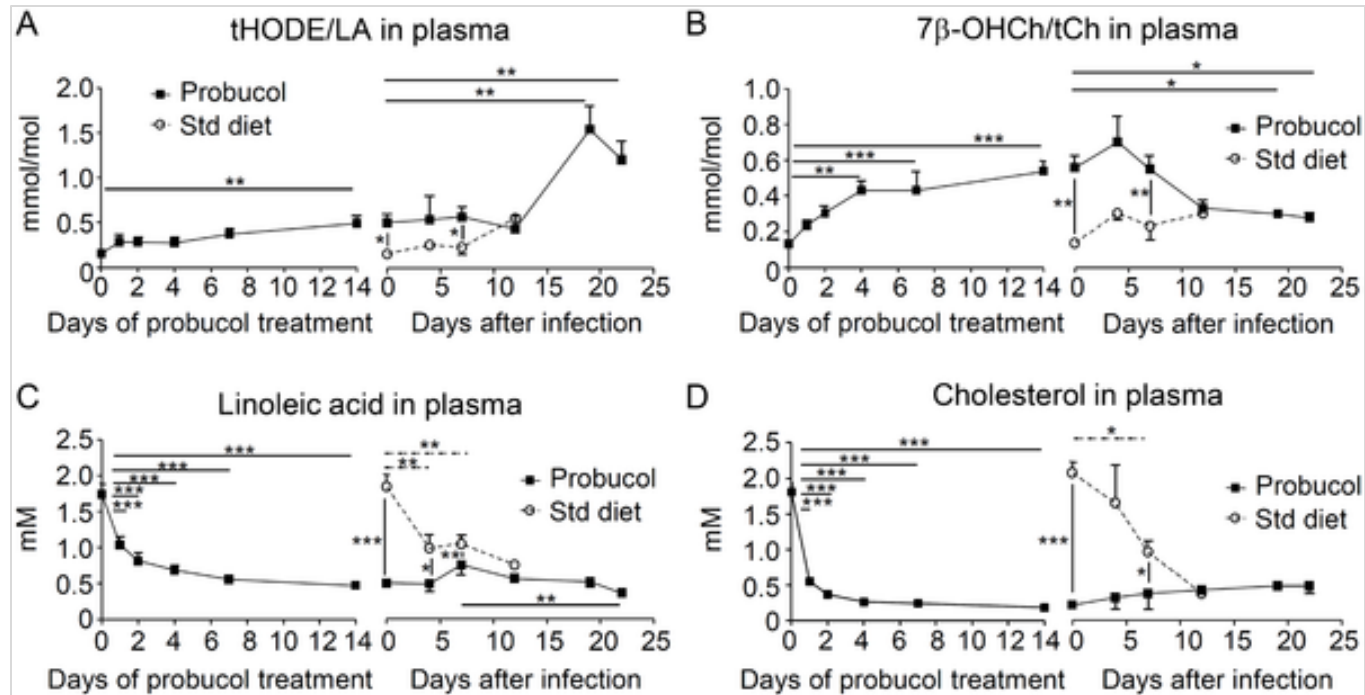 A
tHODE/LA in plasma
mmol/mol
2.0
1.5
1.0
0.5
0
Probucol
Std diet
**
**
**
*
*
0 2 4 6 8 10 12 14
0 5 10 15 20 25
Days of probucol treatment
Days after infection
B
7β-OHCh/tCh in plasma
mmol/mol
1.0
0.8
0.6
0.4
0.2
0
Probucol
Std diet
*
*
***
***
**
**
**
0 2 4 6 8 10 12 14
0 5 10 15 20 25
Days of probucol treatment
Days after infection
C
Linoleic acid in plasma
mM
2.5
2.0
1.5
1.0
0.5
0
Probucol
Std diet
***
***
***
***
***
**
**
***
*
**
**
0 2 4 6 8 10 12 14
0 5 10 15 20 25
Days of probucol treatment
Days after infection
D
Cholesterol in plasma
mM
2.5
2.0
1.5
1.0
0.5
0
Probucol
Std diet
***
***
***
***
***
*
***
*
0 2 4 6 8 10 12 14
0 5 10 15 20 25
Days of probucol treatment
Days after infection